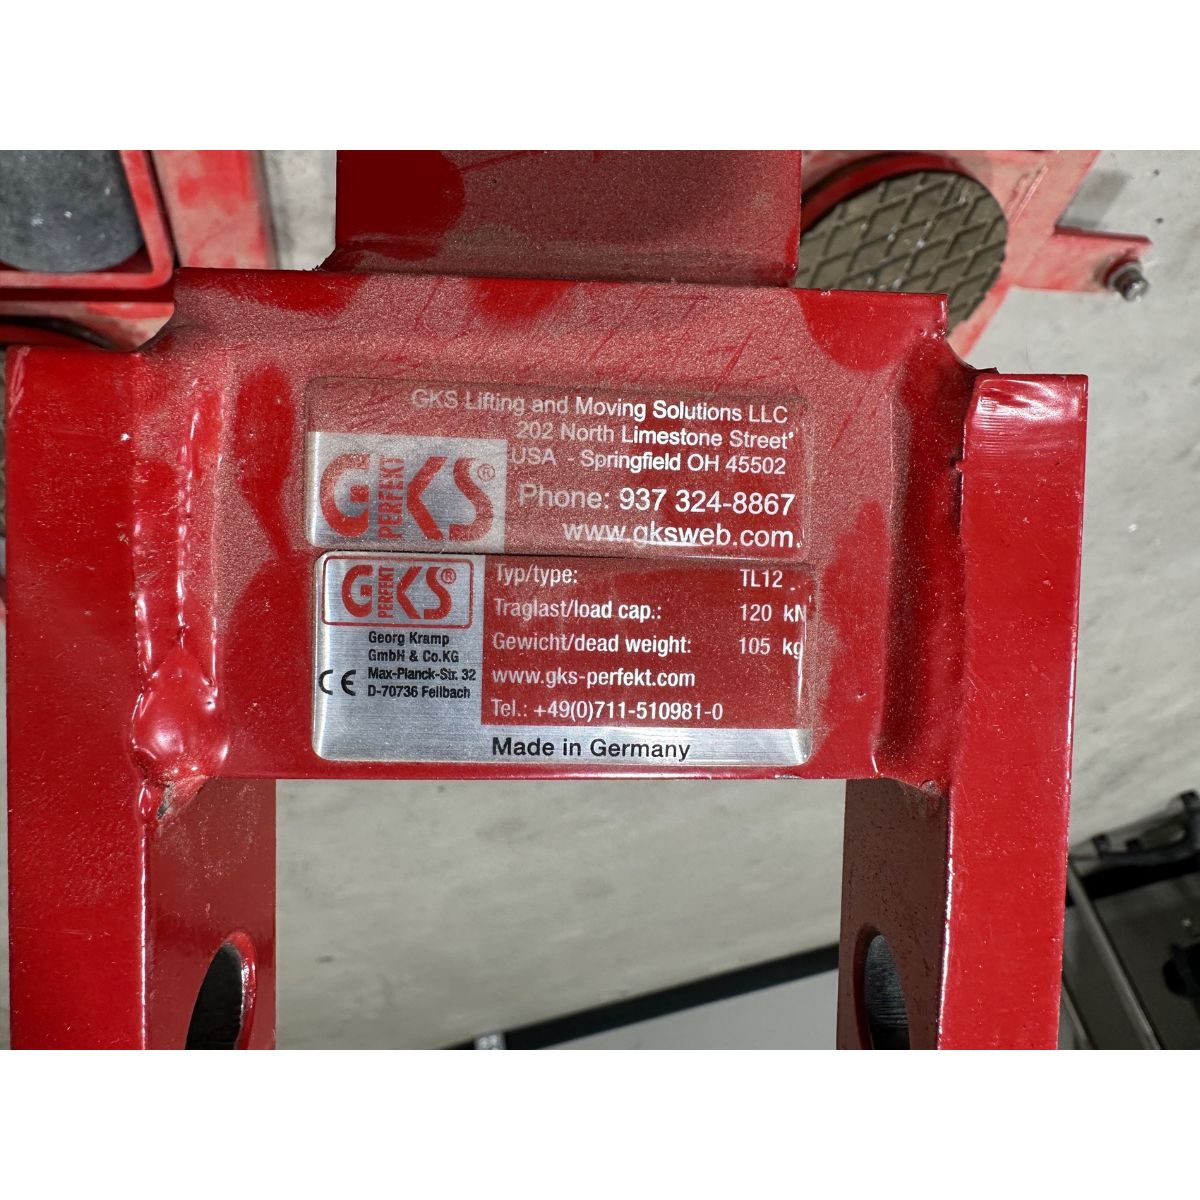 GKS Lifting and Moving Solutions LLC
202 North Limestone Street
USA - Springfield OH 45502
GKS®
PERFEKT
Phone: 937 324-8867
www.gksweb.com
GKS®
PERFEKT
Georg Kramp
GmbH & Co.KG
Max-Planck-Str. 32
D-70736 Fellbach
CE
Typ/type: TL12
Traglast/load cap.: 120 kN
Gewicht/dead weight: 105 kg
www.gks-perfekt.com
Tel.: +49(0)711-510981-0
Made in Germany